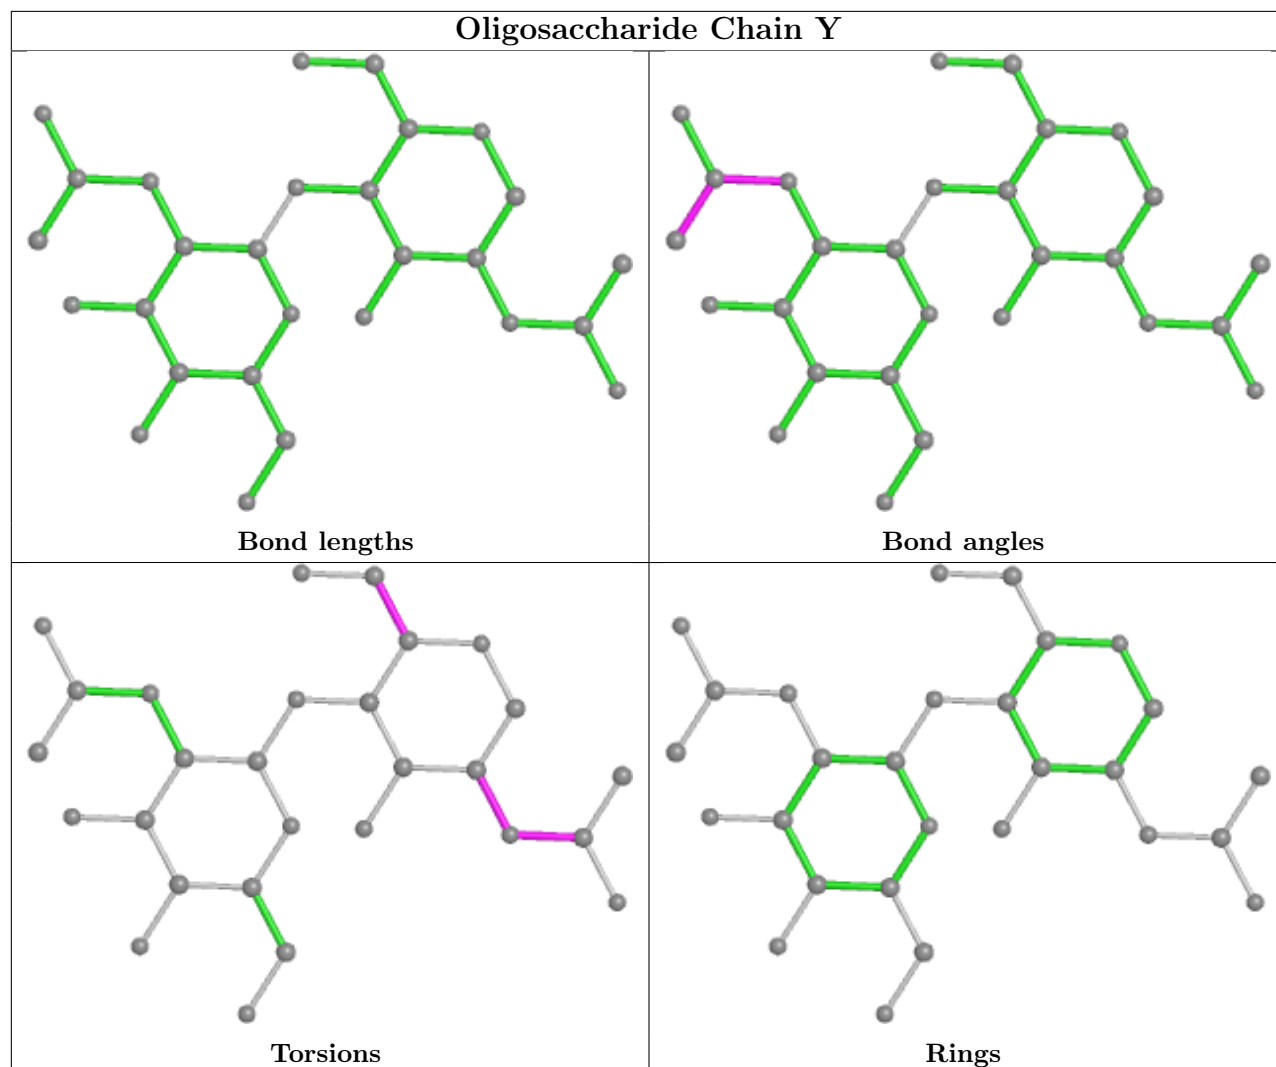 Oligosaccharide Chain Y
Bond lengths
Bond angles
Torsions
Rings